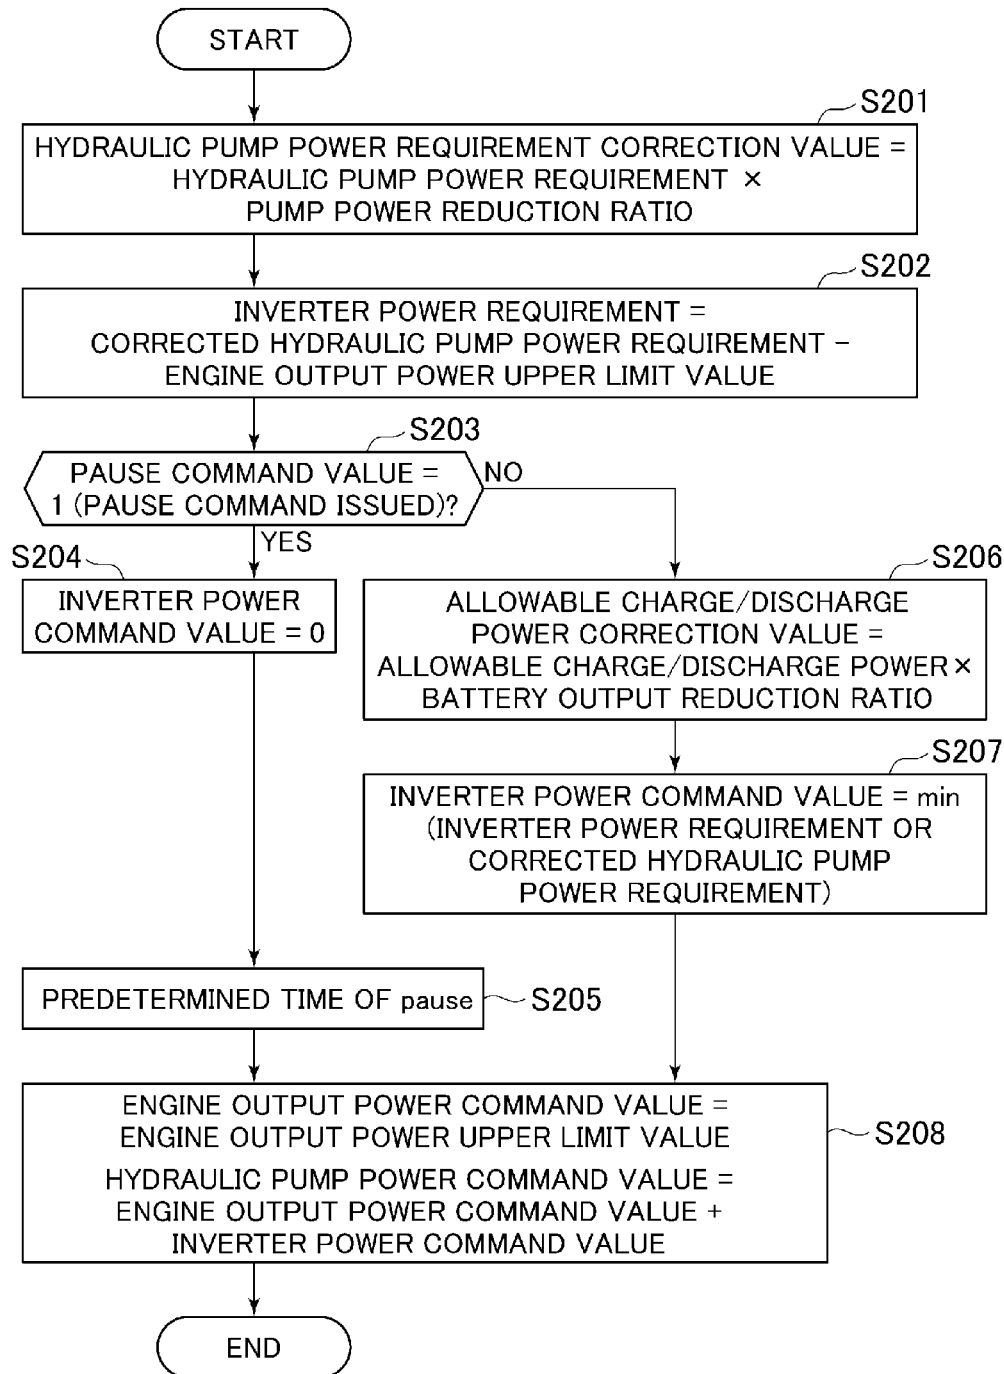 START
S201
HYDRAULIC PUMP POWER REQUIREMENT CORRECTION VALUE =
HYDRAULIC PUMP POWER REQUIREMENT ×
PUMP POWER REDUCTION RATIO
S202
INVERTER POWER REQUIREMENT =
CORRECTED HYDRAULIC PUMP POWER REQUIREMENT −
ENGINE OUTPUT POWER UPPER LIMIT VALUE
S203
PAUSE COMMAND VALUE =
1 (PAUSE COMMAND ISSUED)?
NO
YES
S204
INVERTER POWER
COMMAND VALUE = 0
S206
ALLOWABLE CHARGE/DISCHARGE
POWER CORRECTION VALUE =
ALLOWABLE CHARGE/DISCHARGE POWER ×
BATTERY OUTPUT REDUCTION RATIO
S207
INVERTER POWER COMMAND VALUE = min
(INVERTER POWER REQUIREMENT OR
CORRECTED HYDRAULIC PUMP
POWER REQUIREMENT)
PREDETERMINED TIME OF pause
S205
ENGINE OUTPUT POWER COMMAND VALUE =
ENGINE OUTPUT POWER UPPER LIMIT VALUE
HYDRAULIC PUMP POWER COMMAND VALUE =
ENGINE OUTPUT POWER COMMAND VALUE +
INVERTER POWER COMMAND VALUE
S208
END